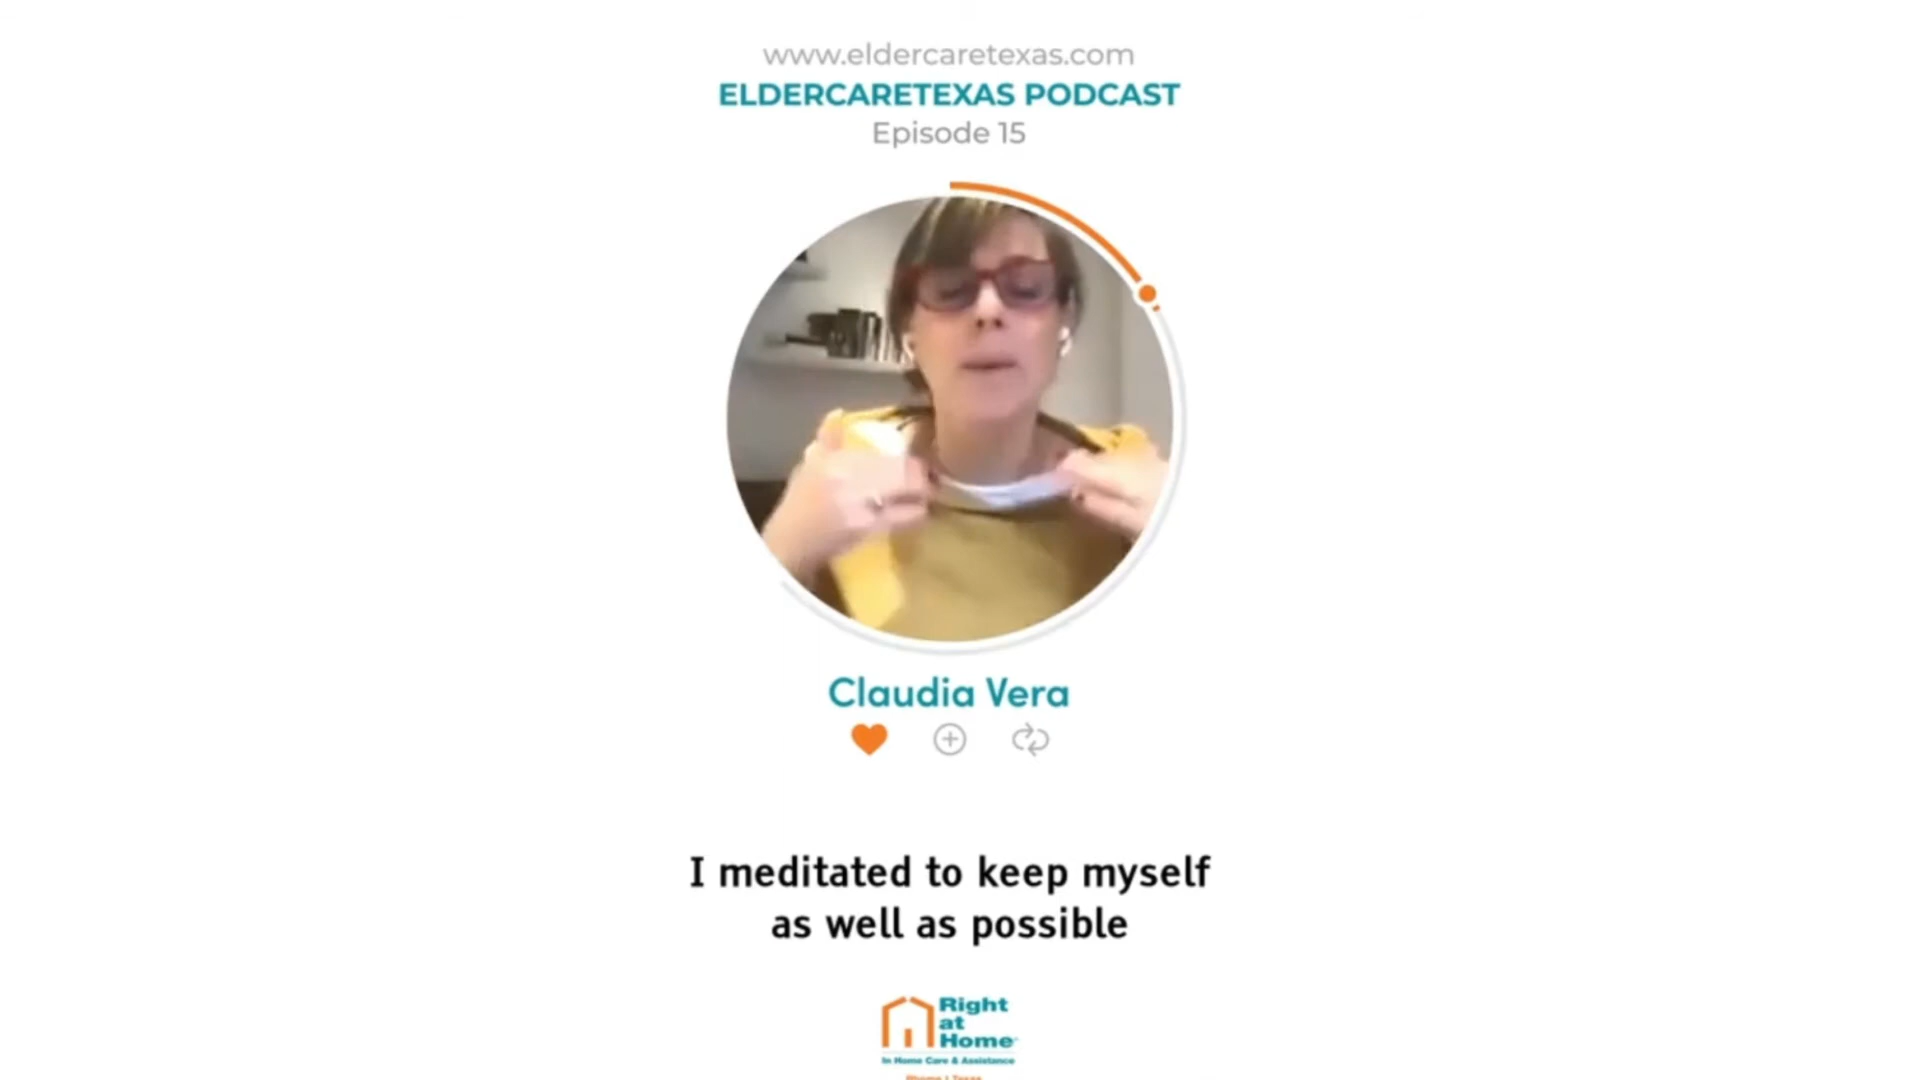 www.eldercaretexas.com
ELDERCARETEXAS PODCAST
Episode 15
Claudia Vera
I meditated to keep myself
as well as possible
Right
at
Home
In Home Care & Assistance